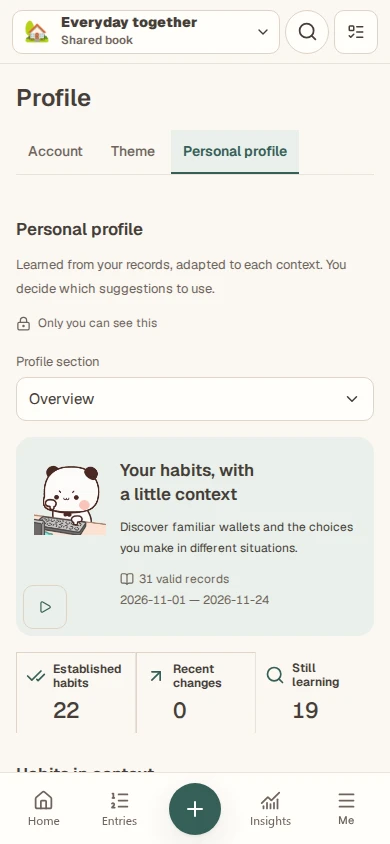 Everyday together
Shared book
Profile
Account
Theme
Personal profile
Personal profile
Learned from your records, adapted to each context. You
decide which suggestions to use.
Only you can see this
Profile section
Overview
Your habits, with
a little context
Discover familiar wallets and the choices
you make in different situations.
31 valid records
2026-11-01 — 2026-11-24
Established
habits
22
Recent
changes
0
Still
learning
19
Habits in context
Home
Entries
Insights
Me